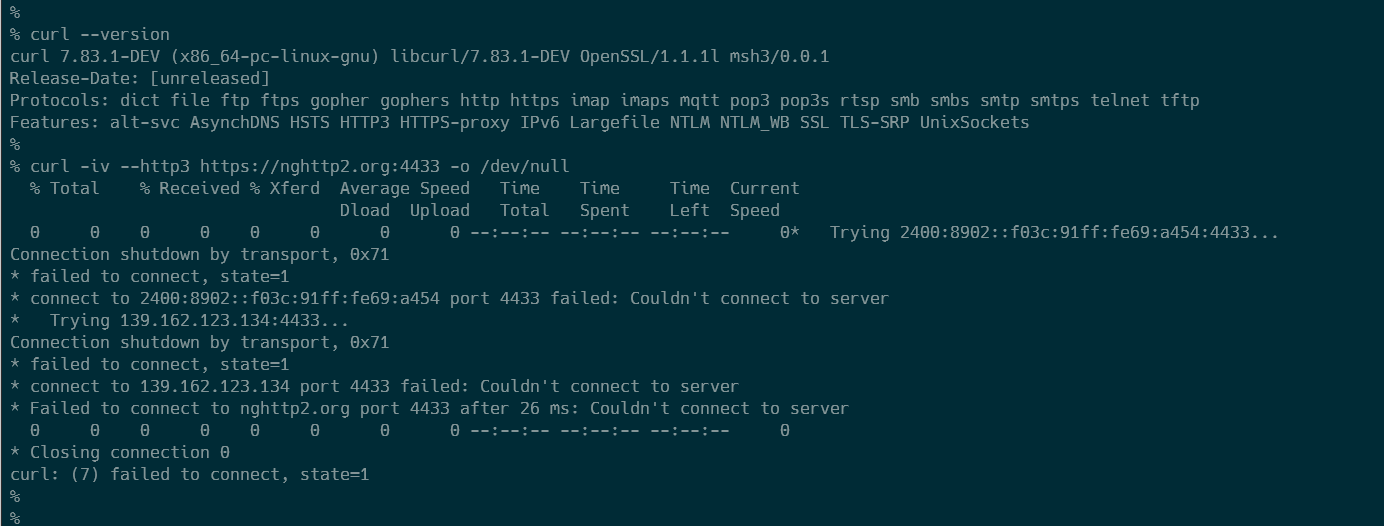 %
% curl --version
curl 7.83.1-DEV (x86_64-pc-linux-gnu) libcurl/7.83.1-DEV OpenSSL/1.1.1l msh3/0.0.1
Release-Date: [unreleased]
Protocols: dict file ftp ftps gopher gophers http https imap imaps mqtt pop3 pop3s rtsp smb smbs smtp smtps telnet tftp
Features: alt-svc AsynchDNS HSTS HTTP3 HTTPS-proxy IPv6 Largefile NTLM NTLM_WB SSL TLS-SRP UnixSockets
%
% curl -iv --http3 https://nghttp2.org:4433 -o /dev/null
  % Total    % Received % Xferd  Average Speed   Time    Time     Time  Current
                                 Dload  Upload   Total   Spent    Left  Speed
  0     0    0     0    0     0      0      0 --:--:-- --:--:-- --:--:--     0*   Trying 2400:8902::f03c:91ff:fe69:a454:4433...
Connection shutdown by transport, 0x71
* failed to connect, state=1
* connect to 2400:8902::f03c:91ff:fe69:a454 port 4433 failed: Couldn't connect to server
*   Trying 139.162.123.134:4433...
Connection shutdown by transport, 0x71
* failed to connect, state=1
* connect to 139.162.123.134 port 4433 failed: Couldn't connect to server
* Failed to connect to nghttp2.org port 4433 after 26 ms: Couldn't connect to server
  0     0    0     0    0     0      0      0 --:--:-- --:--:-- --:--:--     0
* Closing connection 0
curl: (7) failed to connect, state=1
%
%